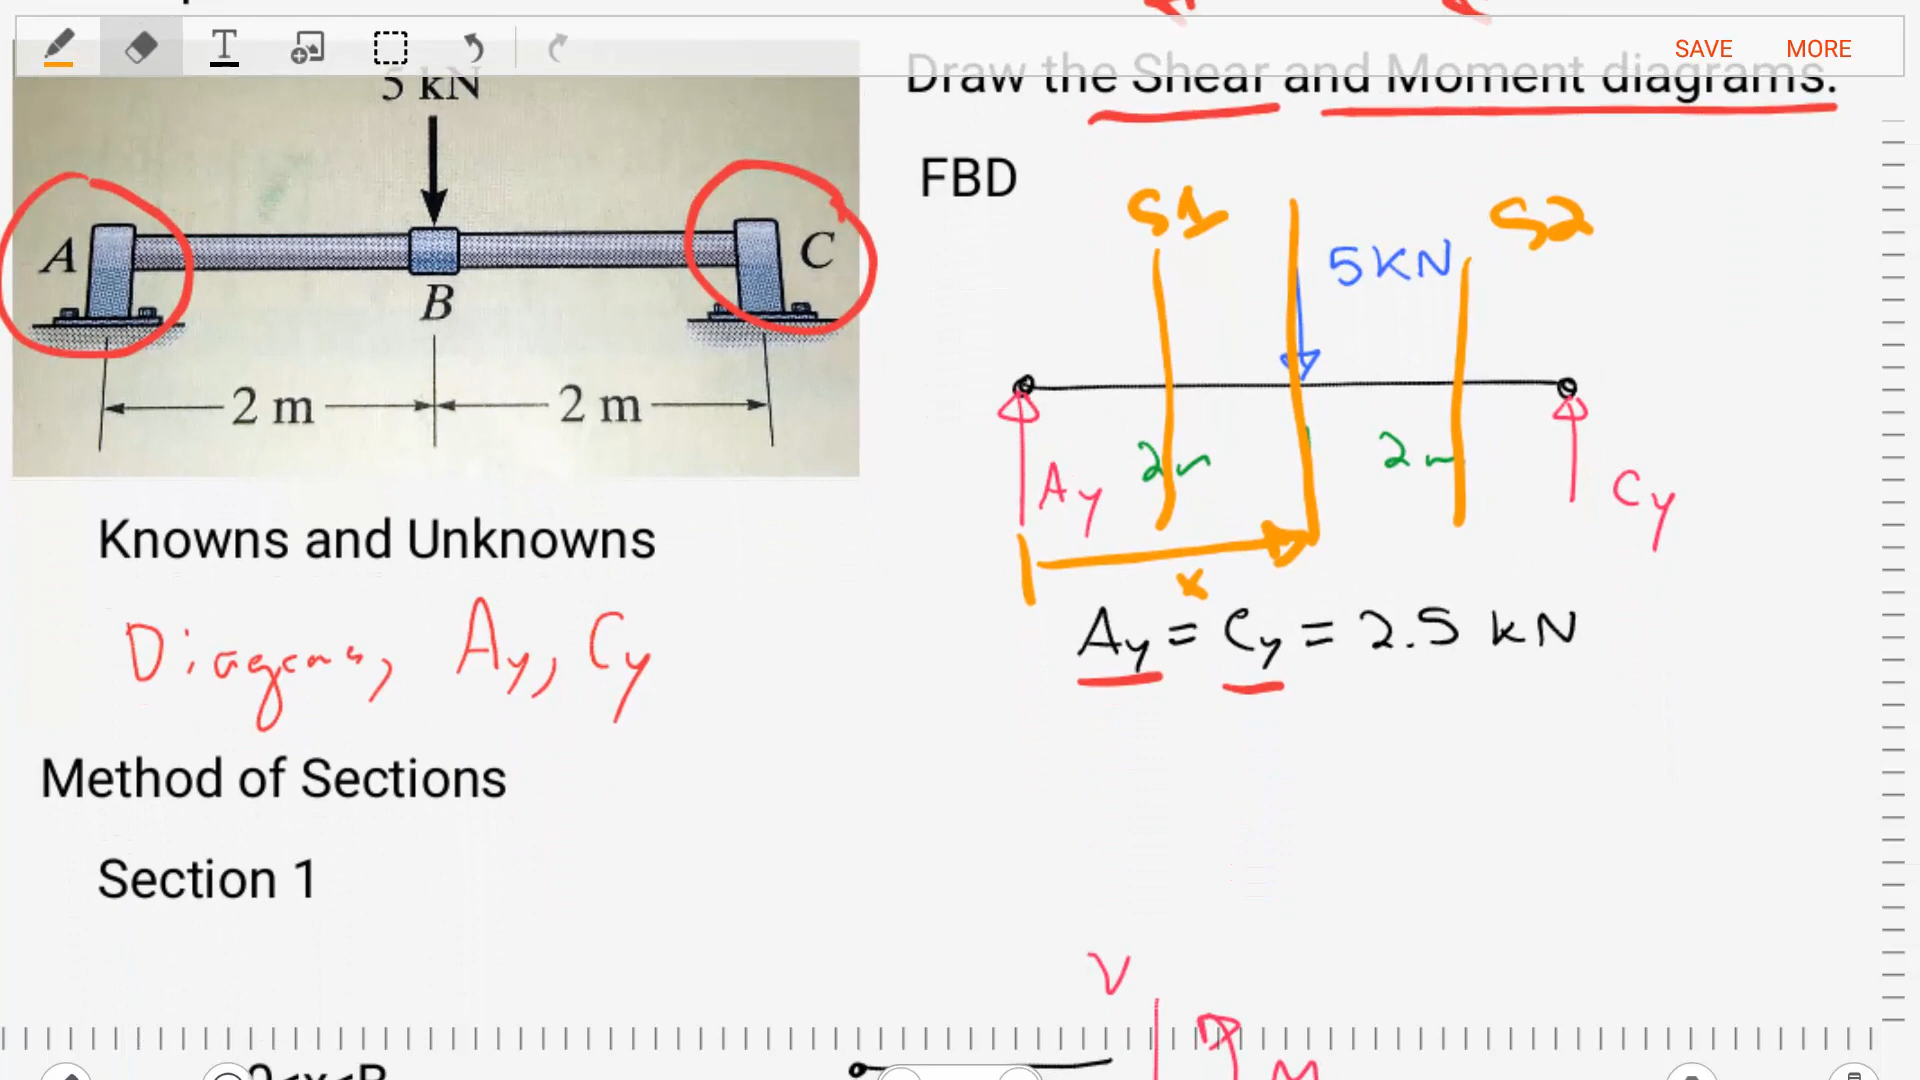 T
SAVE
MORE
Draw the Shear and Moment diagrams.
5 kN
A
B
C
2 m
2 m
FBD
S1
S2
5KN
2m
2m
Ay
Cy
x
Ay = Cy = 2.5 kN
Knowns and Unknowns
Diagrams, Ay, Cy
Method of Sections
Section 1
V
M